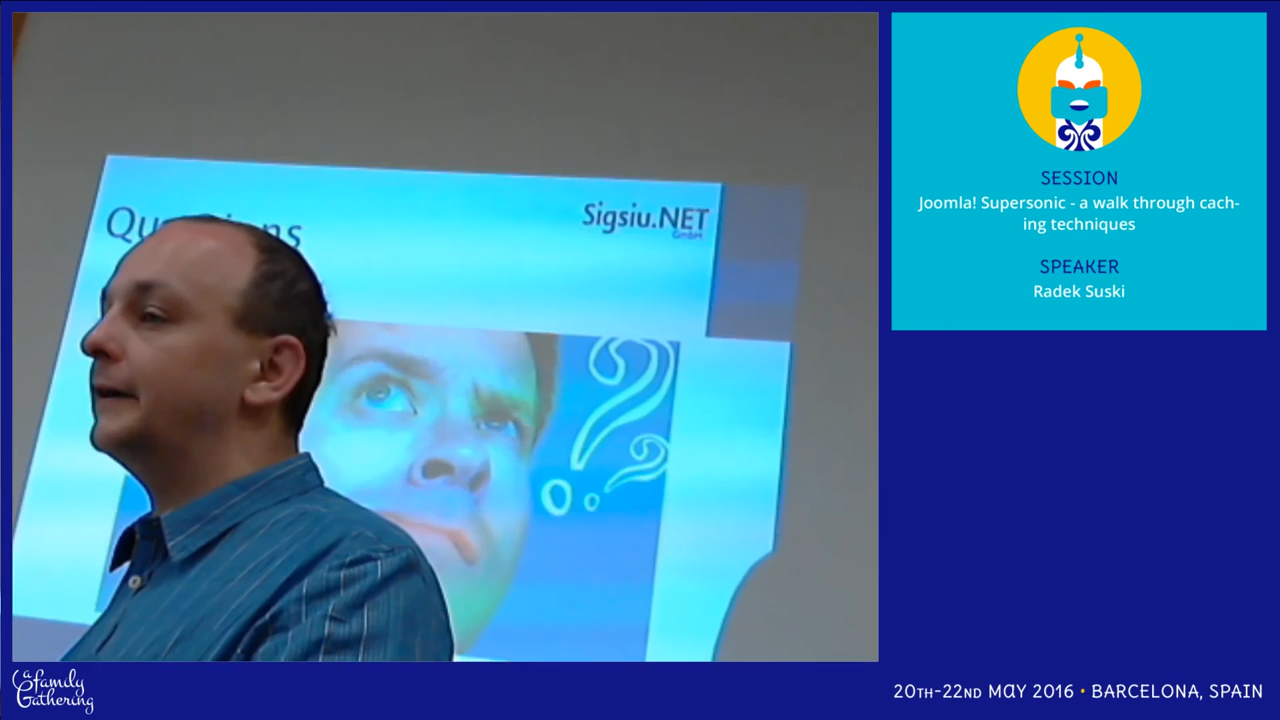 Sigsiu.NET
GmbH
SESSION
Joomla! Supersonic - a walk through cach-
ing techniques
SPEAKER
Radek Suski
a family
Gathering
20TH-22ND MAY 2016 • BARCELONA, SPAIN